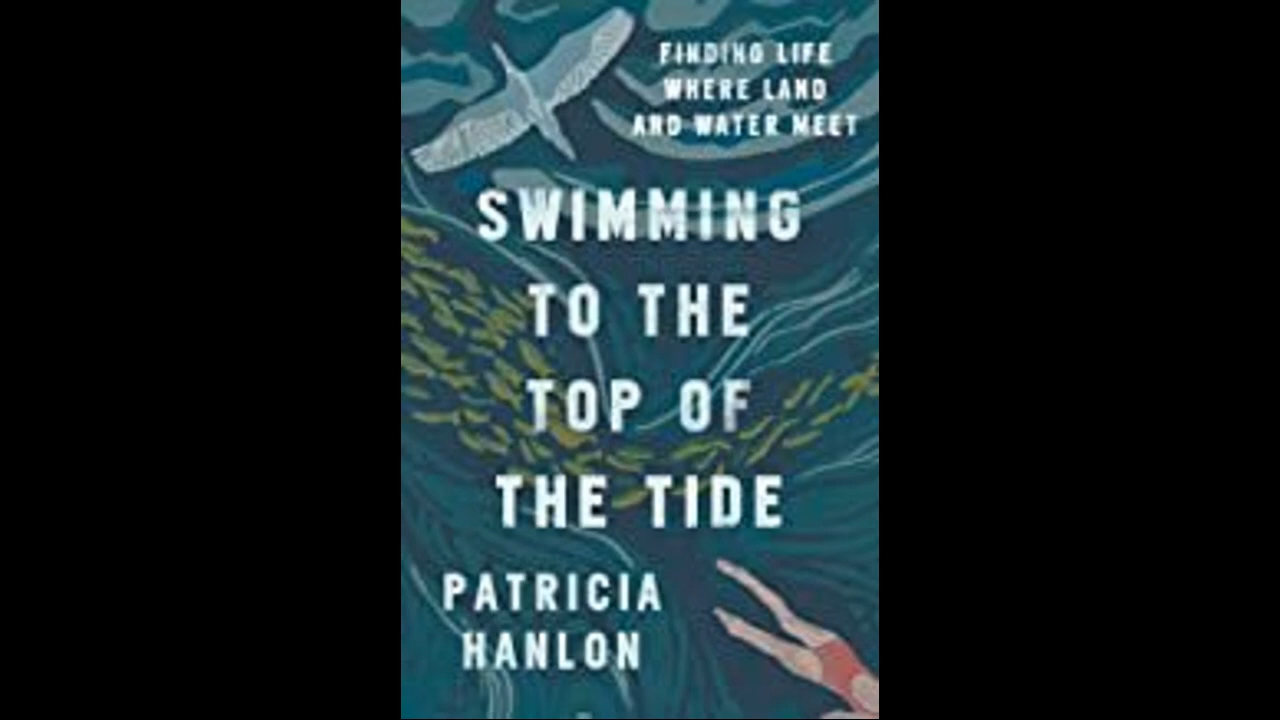 FINDING LIFE
WHERE LAND
AND WATER MEET
SWIMMING
TO THE
TOP OF
THE TIDE
PATRICIA
HANLON